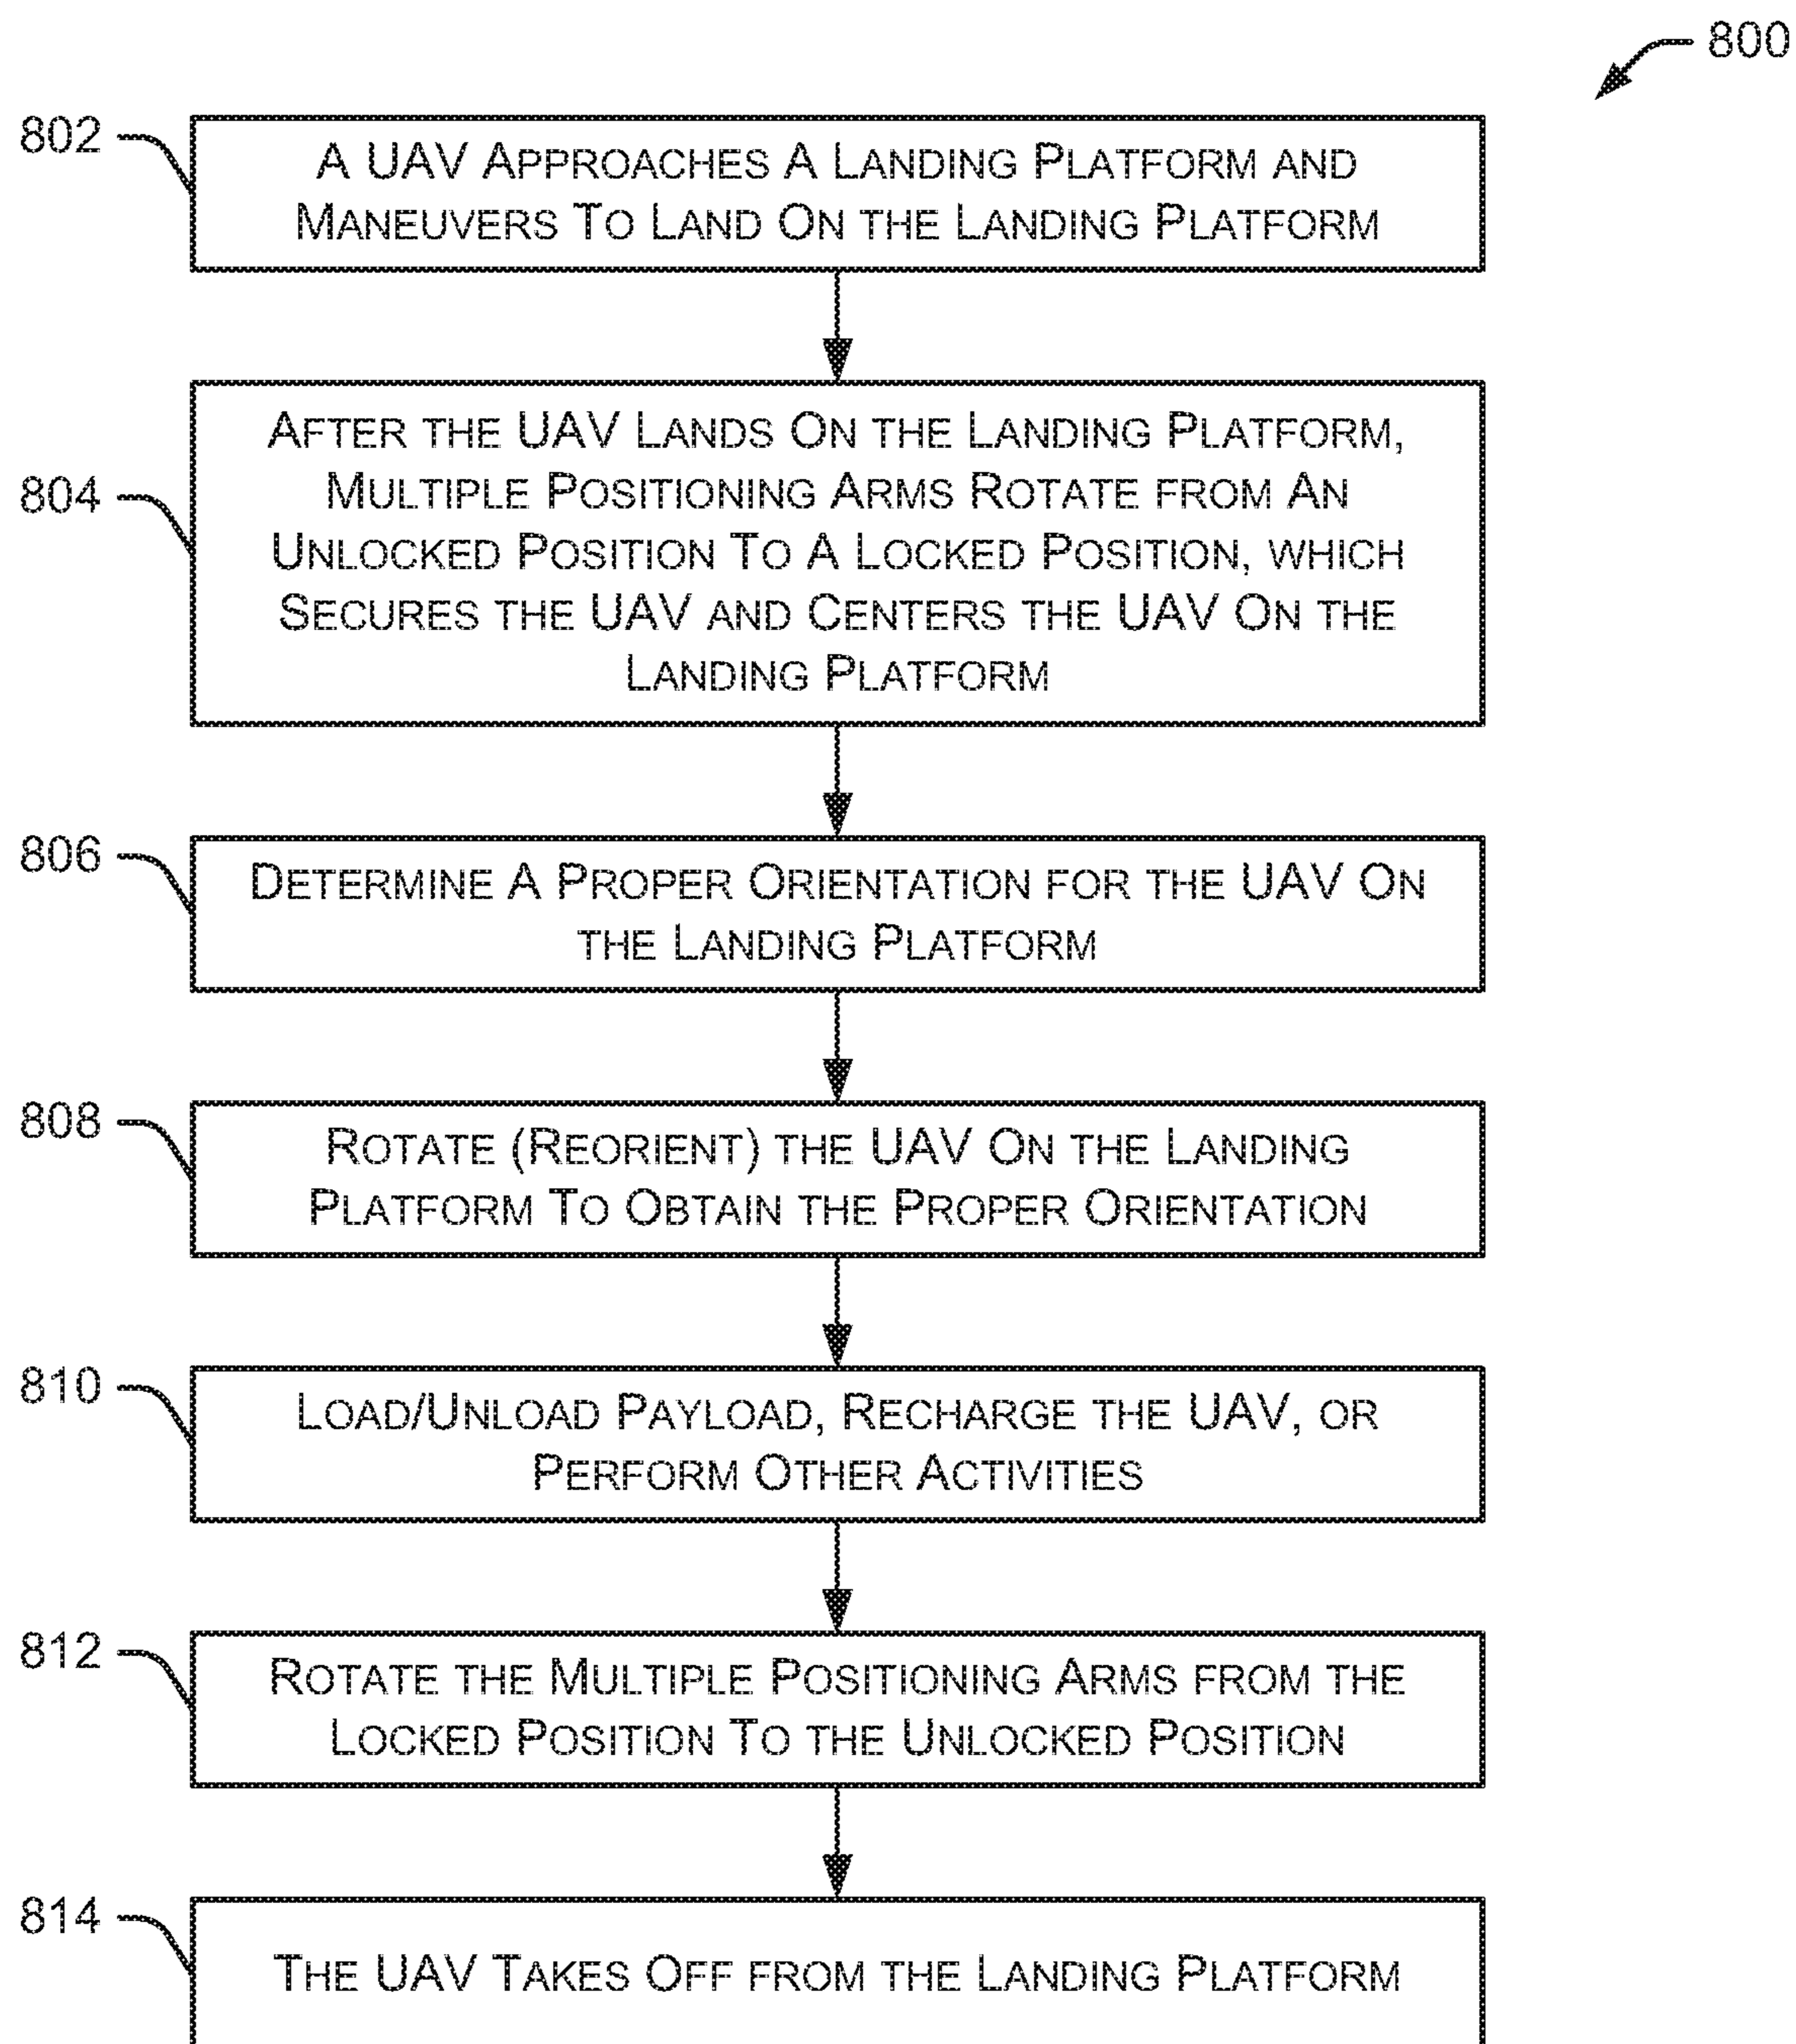 800
802
A UAV APPROACHES A LANDING PLATFORM AND
MANEUVERS TO LAND ON THE LANDING PLATFORM
804
AFTER THE UAV LANDS ON THE LANDING PLATFORM,
MULTIPLE POSITIONING ARMS ROTATE FROM AN
UNLOCKED POSITION TO A LOCKED POSITION, WHICH
SECURES THE UAV AND CENTERS THE UAV ON THE
LANDING PLATFORM
806
DETERMINE A PROPER ORIENTATION FOR THE UAV ON
THE LANDING PLATFORM
808
ROTATE (REORIENT) THE UAV ON THE LANDING
PLATFORM TO OBTAIN THE PROPER ORIENTATION
810
LOAD/UNLOAD PAYLOAD, RECHARGE THE UAV, OR
PERFORM OTHER ACTIVITIES
812
ROTATE THE MULTIPLE POSITIONING ARMS FROM THE
LOCKED POSITION TO THE UNLOCKED POSITION
814
THE UAV TAKES OFF FROM THE LANDING PLATFORM